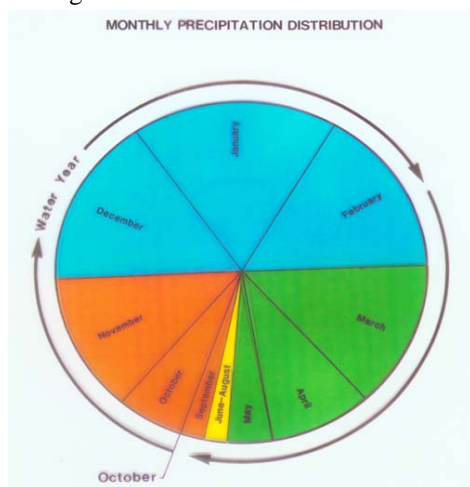 MONTHLY PRECIPITATION DISTRIBUTION
Water Year
January
February
December
March
November
October
September
June-August
May
April
October